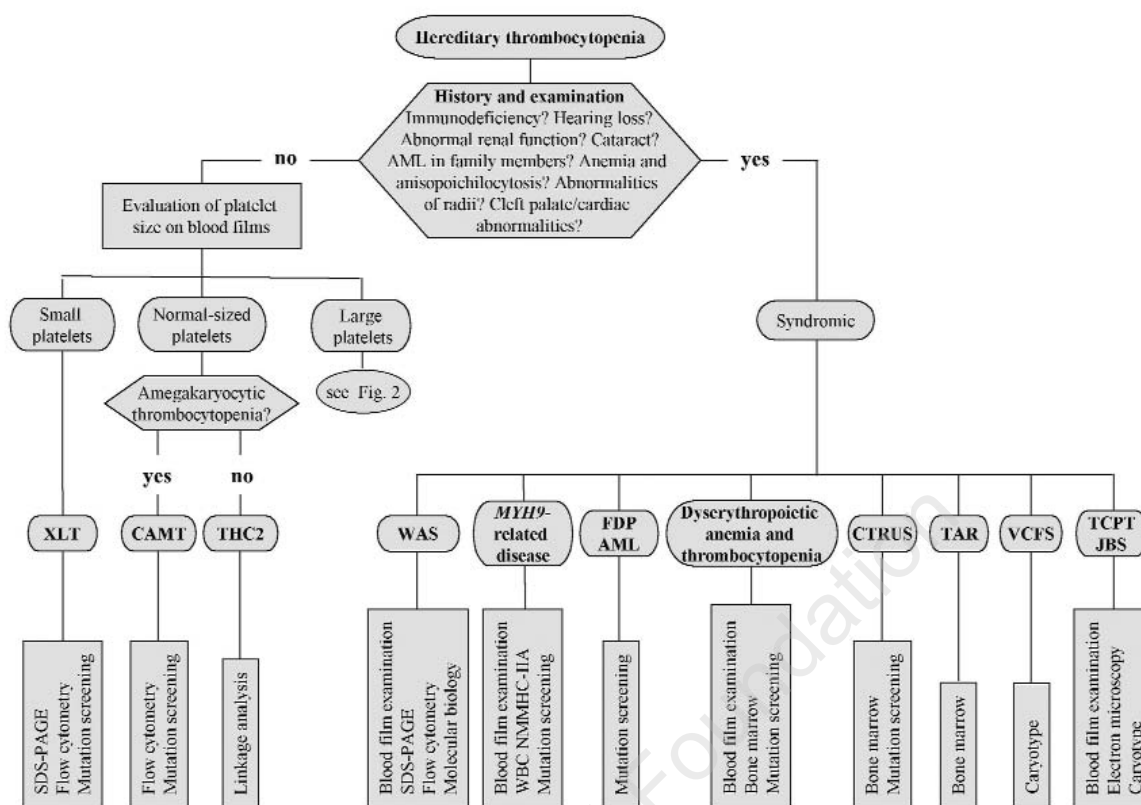 Hereditary thrombocytopenia
History and examination
Immunodeficiency? Hearing loss?
Abnormal renal function? Cataract?
AML in family members? Anemia and
anisopoichilocytosis? Abnormalities
of radii? Cleft palate/cardiac
abnormalities?
no
yes
Evaluation of platelet
size on blood films
Small
platelets
Normal-sized
platelets
Large
platelets
Syndromic
see Fig. 2
Amegakaryocytic
thrombocytopenia?
yes
no
XLT
CAMT
THC2
WAS
MYH9-
related
disease
FDP
AML
Dyserythropoietic
anemia and
thrombocytopenia
CTRUS
TAR
VCFS
TCPT
JBS
SDS-PAGE
Flow cytometry
Mutation screening
Flow cytometry
Mutation screening
Linkage analysis
Blood film examination
SDS-PAGE
Flow cytometry
Molecular biology
Blood film examination
WBC NMMHC-IIA
Mutation screening
Mutation screening
Blood film examination
Bone marrow
Mutation screening
Bone marrow
Mutation screening
Bone marrow
Caryotype
Blood film examination
Electron microscopy
Caryotype
Foundation